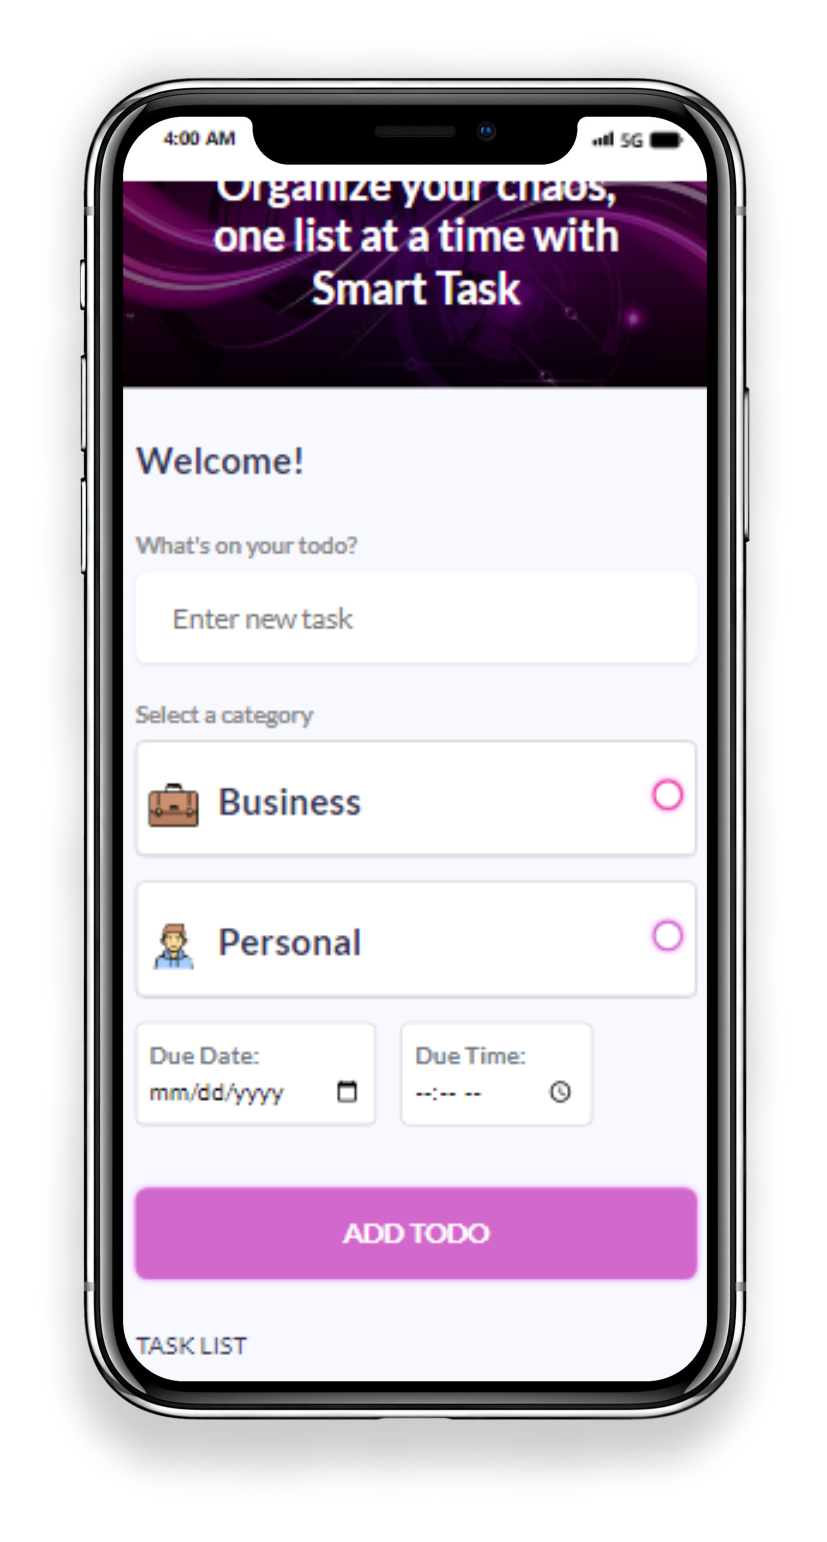 4:00 AM
5G
Organize your chaos,
one list at a time with
Smart Task
Welcome!
What's on your todo?
Enter new task
Select a category
Business
Personal
Due Date:
mm/dd/yyyy
Due Time:
--:-- --
ADD TODO
TASK LIST